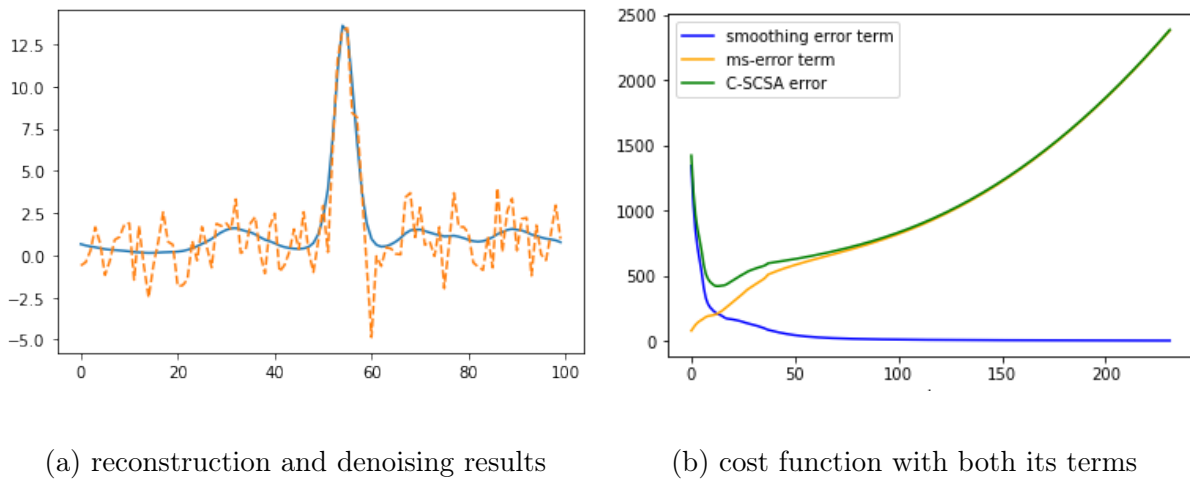 12.5
10.0
7.5
5.0
2.5
0.0
−2.5
−5.0
0 20 40 60 80 100
2500
2000
1500
1000
500
0
smoothing error term
ms-error term
C-SCSA error
0 50 100 150 200
(a) reconstruction and denoising results
(b) cost function with both its terms